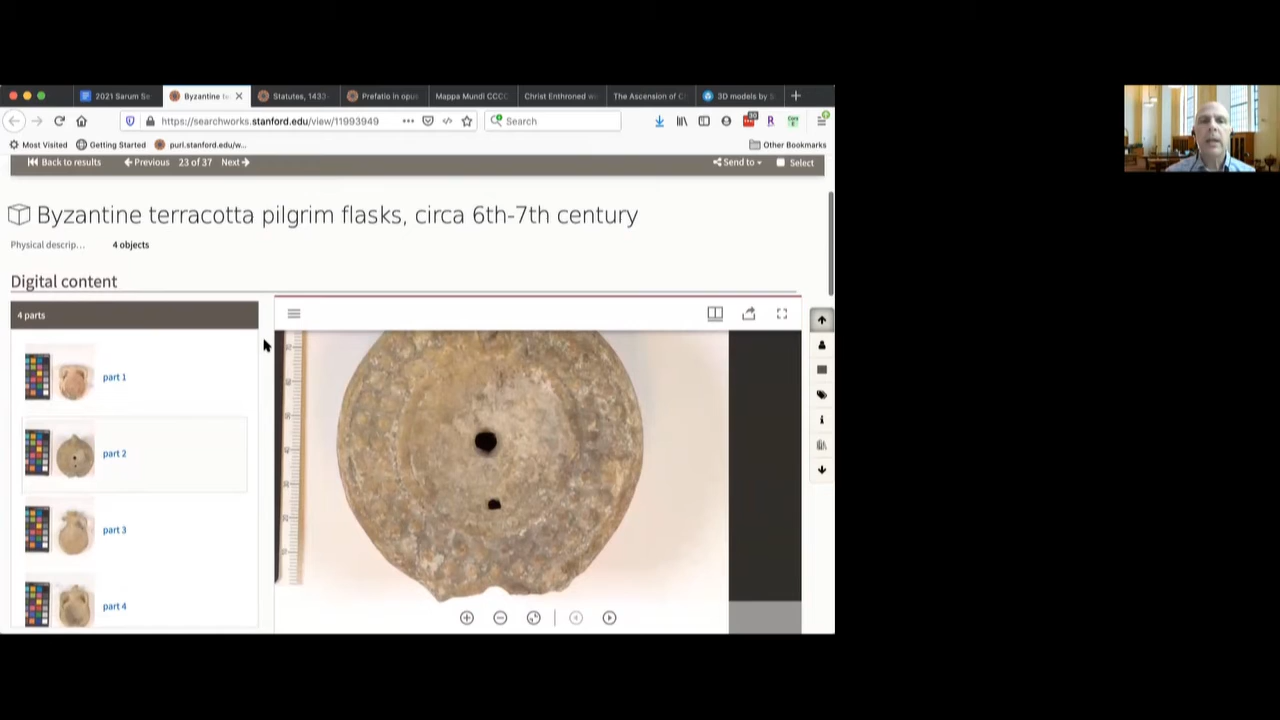 2021 Sarum Se
Byzantine t
Statutes, 1433
Prefatio in opus
Mappa Mundi CCCC
Christ Enthroned w
The Ascension of C
3D models by S
https://searchworks.stanford.edu/view/11993949
Search
Most Visited
Getting Started
purl.stanford.edu/w...
Other Bookmarks
Back to results
Previous
23 of 37
Next
Send to
Select
Byzantine terracotta pilgrim flasks, circa 6th-7th century
Physical descrip...
4 objects
Digital content
4 parts
part 1
part 2
part 3
part 4